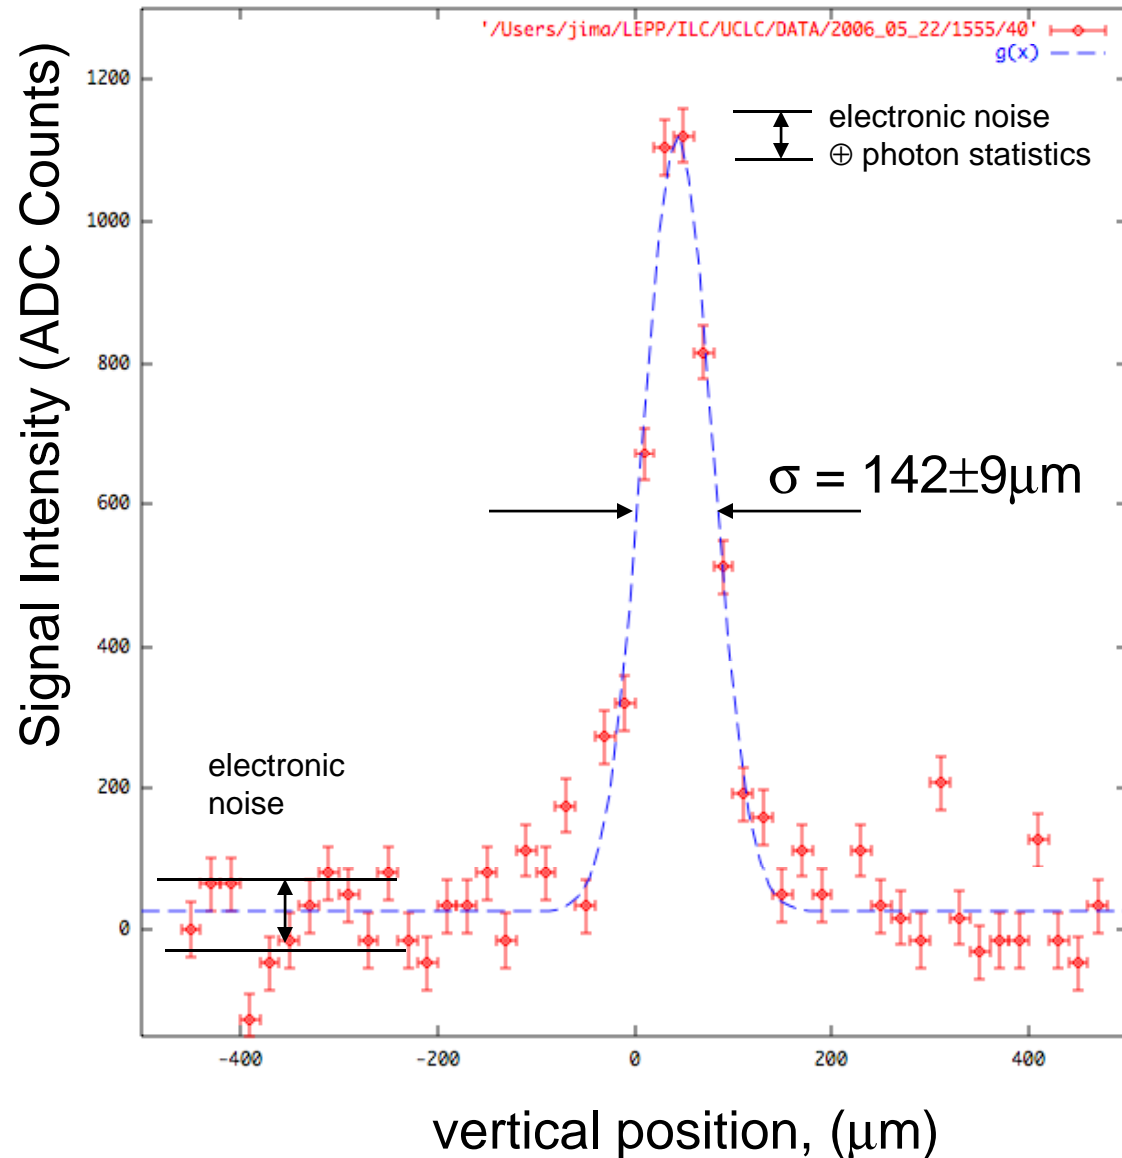 '/Users/jima/LEPP/ILC/UCLC/DATA/2006_05_22/1555/40'
g(x)
Signal Intensity (ADC Counts)
1200
1000
800
600
400
200
0
electronic noise
⊕ photon statistics
σ = 142±9μm
electronic
noise
-400
-200
0
200
400
vertical position, (μm)